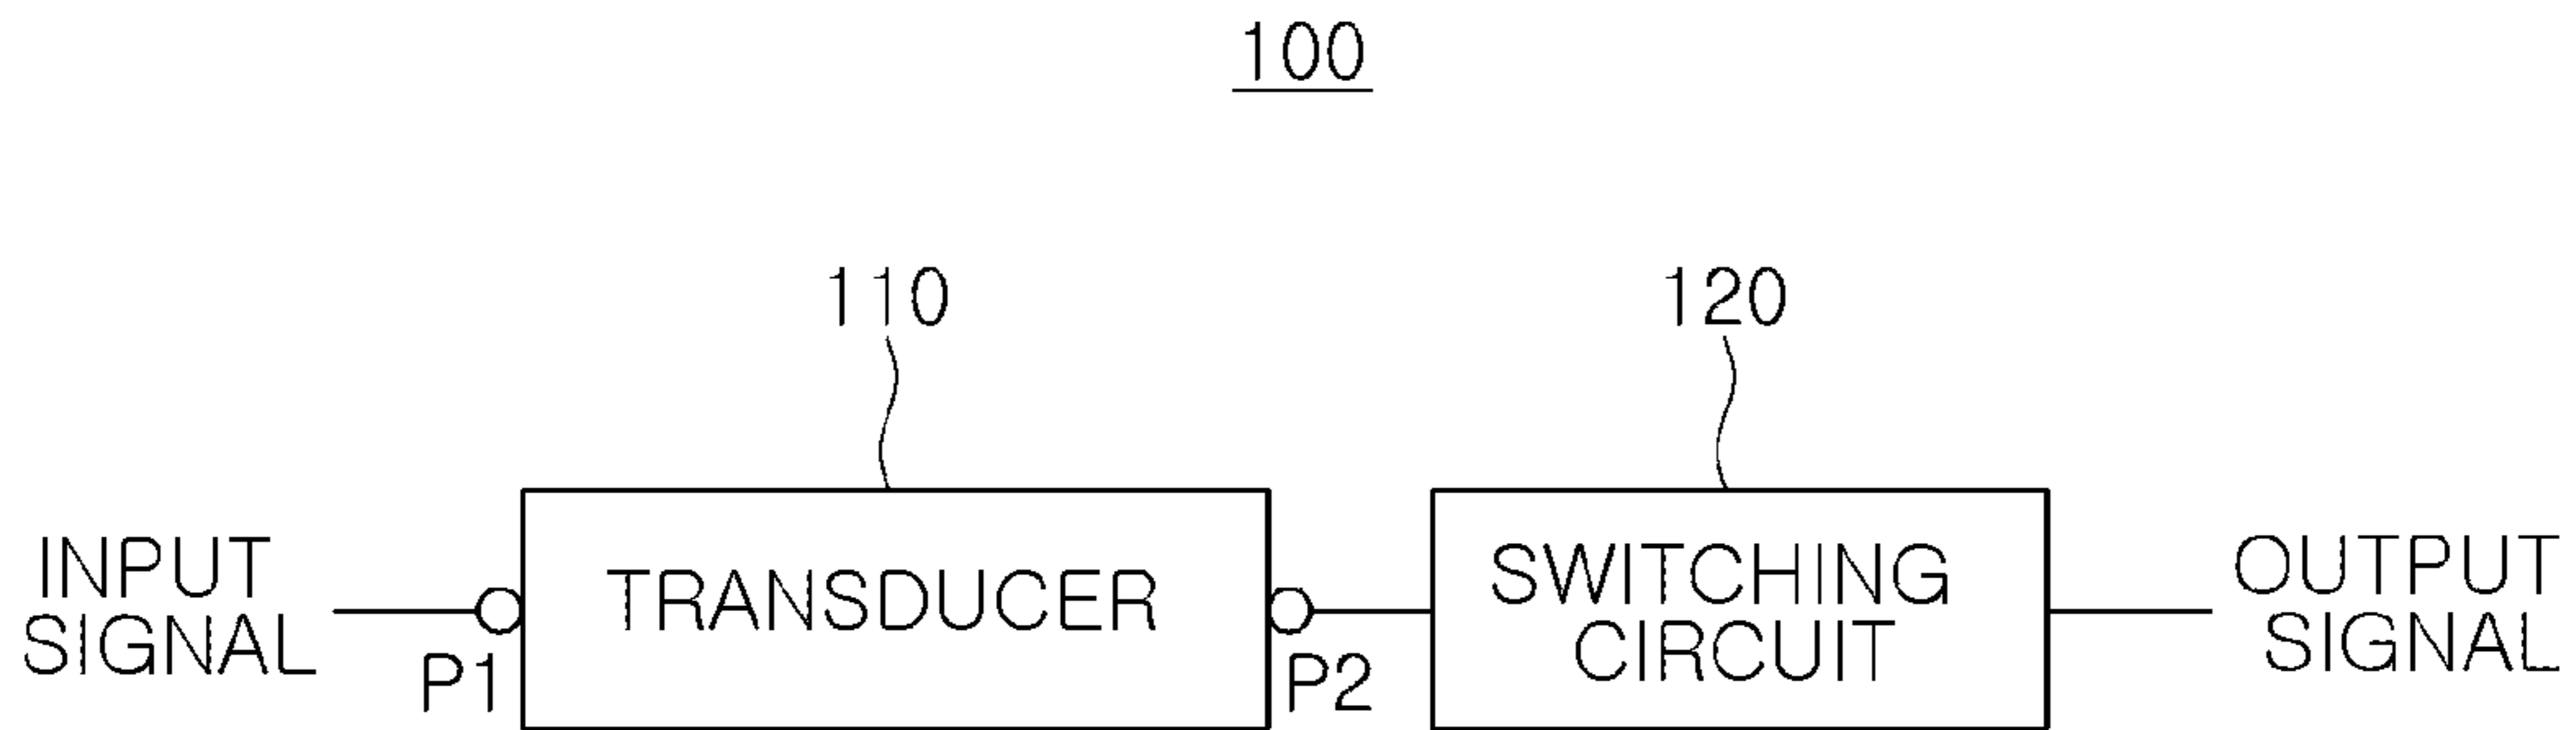 100
110
120
INPUT
SIGNAL
P1
TRANSDUCER
P2
SWITCHING
CIRCUIT
OUTPUT
SIGNAL